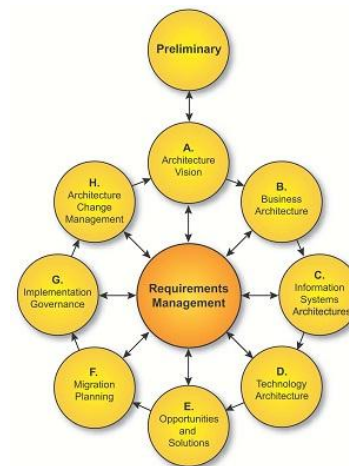 Preliminary
A.
Architecture
Vision
B.
Business
Architecture
C.
Information
Systems
Architectures
D.
Technology
Architecture
E.
Opportunities
and
Solutions
F.
Migration
Planning
G.
Implementation
Governance
H.
Architecture
Change
Management
Requirements
Management